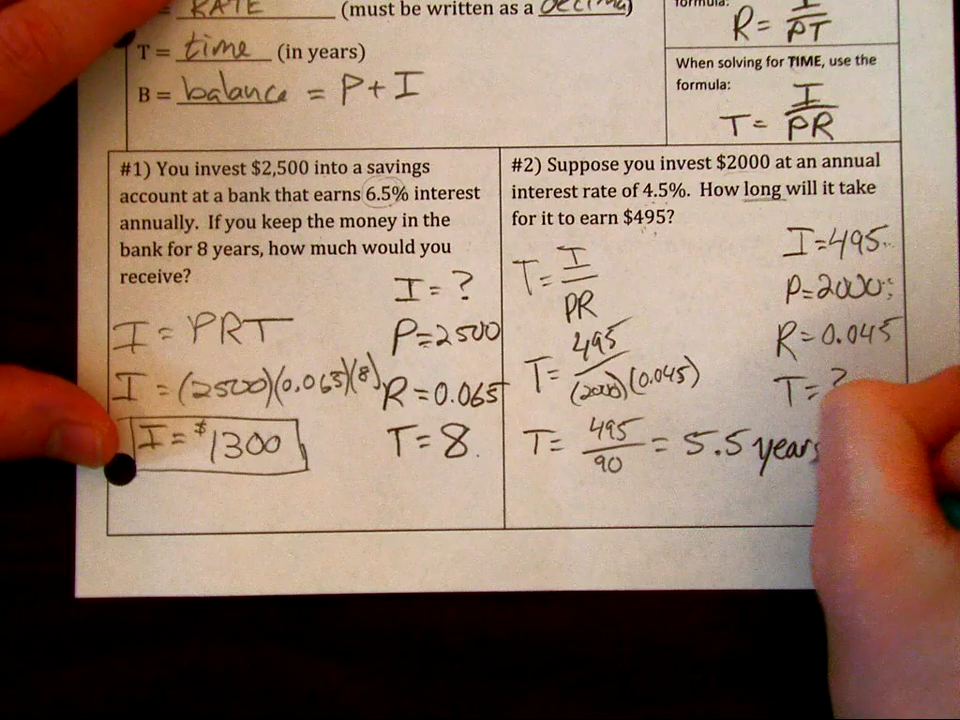 = RATE (must be written as a decimal)
T = time (in years)
B = balance = P + I
formula:
R = I / PT
When solving for TIME, use the
formula:
T = I / PR
#1) You invest $2,500 into a savings
account at a bank that earns 6.5% interest
annually. If you keep the money in the
bank for 8 years, how much would you
receive?
I = ?
I = PRT
P = 2500
I = (2500)(0.065)(8)
R = 0.065
I = $1300
T = 8.
#2) Suppose you invest $2000 at an annual
interest rate of 4.5%. How long will it take
for it to earn $495?
I = 495
T = I / PR
P = 2000
R = 0.045
T = 495 / (2000)(0.045)
T = ?
T = 495 / 90 = 5.5 years